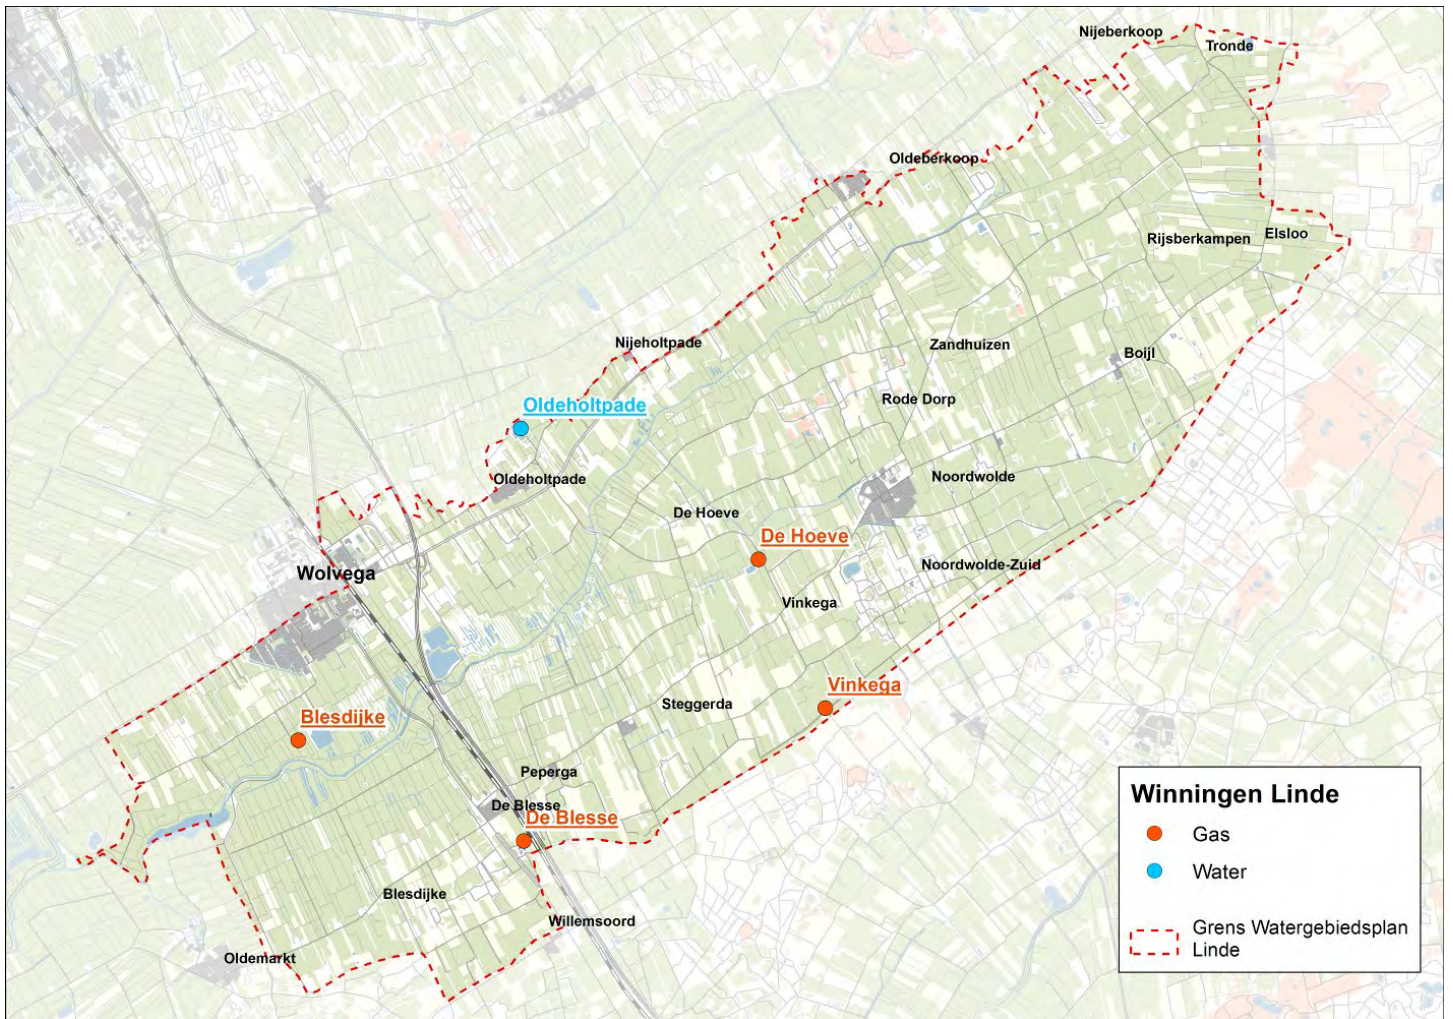 Nijeberkoop
Tronde
Oldeberkoop
Rijsberkampen
Elsloo
Nijeholtpade
Zandhuizen
Boijl
Rode Dorp
Oldeholtpade
Oldeholtpade
Noordwolde
De Hoeve
De Hoeve
Noordwolde-Zuid
Wolvega
Vinkega
Vinkega
Steggerda
Blesdijke
Peperga
De Blesse
De Blesse
Blesdijke
Willemsoord
Oldemarkt
Winningen Linde
Gas
Water
Grens Watergebiedsplan
Linde